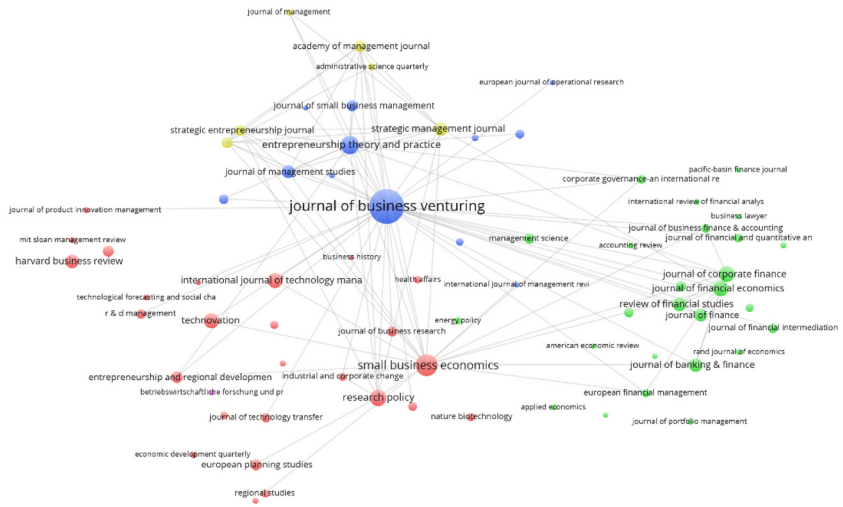 journal of management
academy of management journal
administrative science quarterly
european journal of operational research
journal of small business management
strategic entrepreneurship journal
strategic management journal
entrepreneurship theory and practice
journal of management studies
corporate governance-an international re
pacific-basin finance journal
journal of business venturing
international review of financial analys
journal of product innovation management
business lawyer
journal of business finance & accounting
mit sloan management review
management science
journal of financial and quantitative an
accounting review
harvard business review
business history
international journal of technology mana
health affairs
international journal of management revi
journal of corporate finance
journal of financial economics
technological forecasting and social cha
review of financial studies
r & d management
technovation
energy policy
journal of finance
journal of business research
journal of financial intermediation
american economic review
rand journal of economics
small business economics
journal of banking & finance
entrepreneurship and regional developmen
industrial and corporate change
betriebswirtschaftliche forschung und pr
research policy
european financial management
applied economics
journal of technology transfer
nature biotechnology
journal of portfolio management
economic development quarterly
european planning studies
regional studies